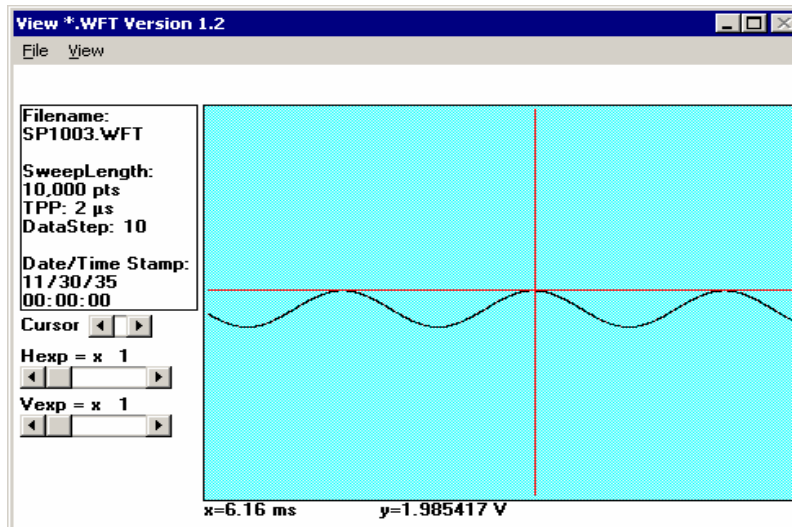 View *.WFT Version 1.2
File View
Filename:
SP1003.WFT
SweepLength:
10,000 pts
TPP: 2 µs
DataStep: 10
Date/Time Stamp:
11/30/35
00:00:00
Cursor
Hexp = x 1
Vexp = x 1
x=6.16 ms y=1.985417 V